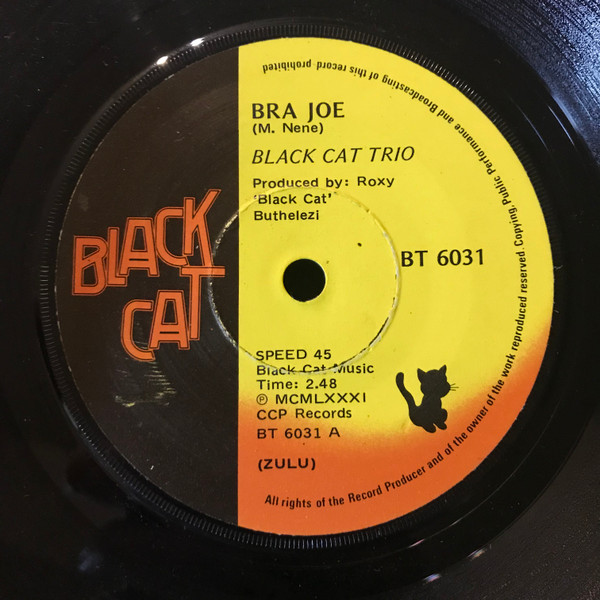 BLACK
CAT
BRA JOE
(M. Nene)
BLACK CAT TRIO
Produced by: Roxy
'Black Cat'
Buthelezi
BT 6031
SPEED 45
Black Cat Music
Time: 2.48
℗ MCMLXXXI
CCP Records
BT 6031 A
(ZULU)
All rights of the Record Producer and of the owner of the work reproduced reserved. Copying, Public Performance and Broadcasting of this record prohibited